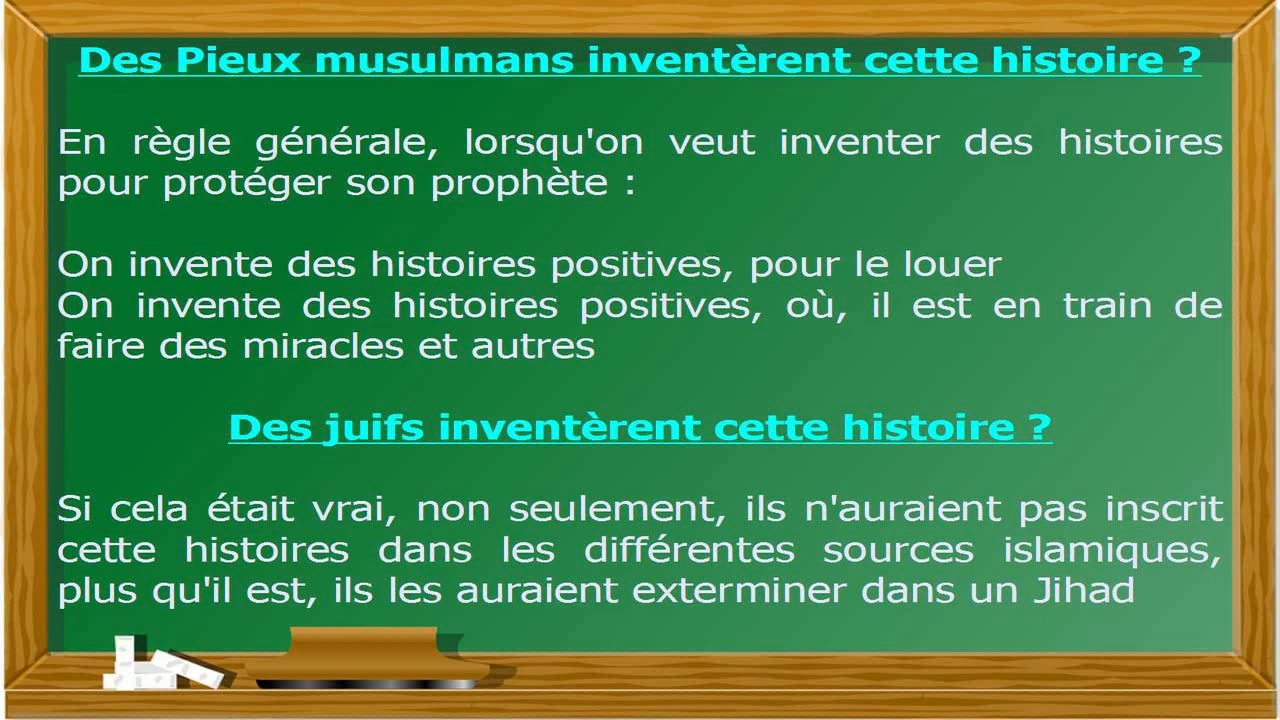 Des Pieux musulmans inventèrent cette histoire ?
En règle générale, lorsqu'on veut inventer des histoires
pour protéger son prophète :
On invente des histoires positives, pour le louer
On invente des histoires positives, où, il est en train de
faire des miracles et autres
Des juifs inventèrent cette histoire ?
Si cela était vrai, non seulement, ils n'auraient pas inscrit
cette histoires dans les différentes sources islamiques,
plus qu'il est, ils les auraient exterminer dans un Jihad